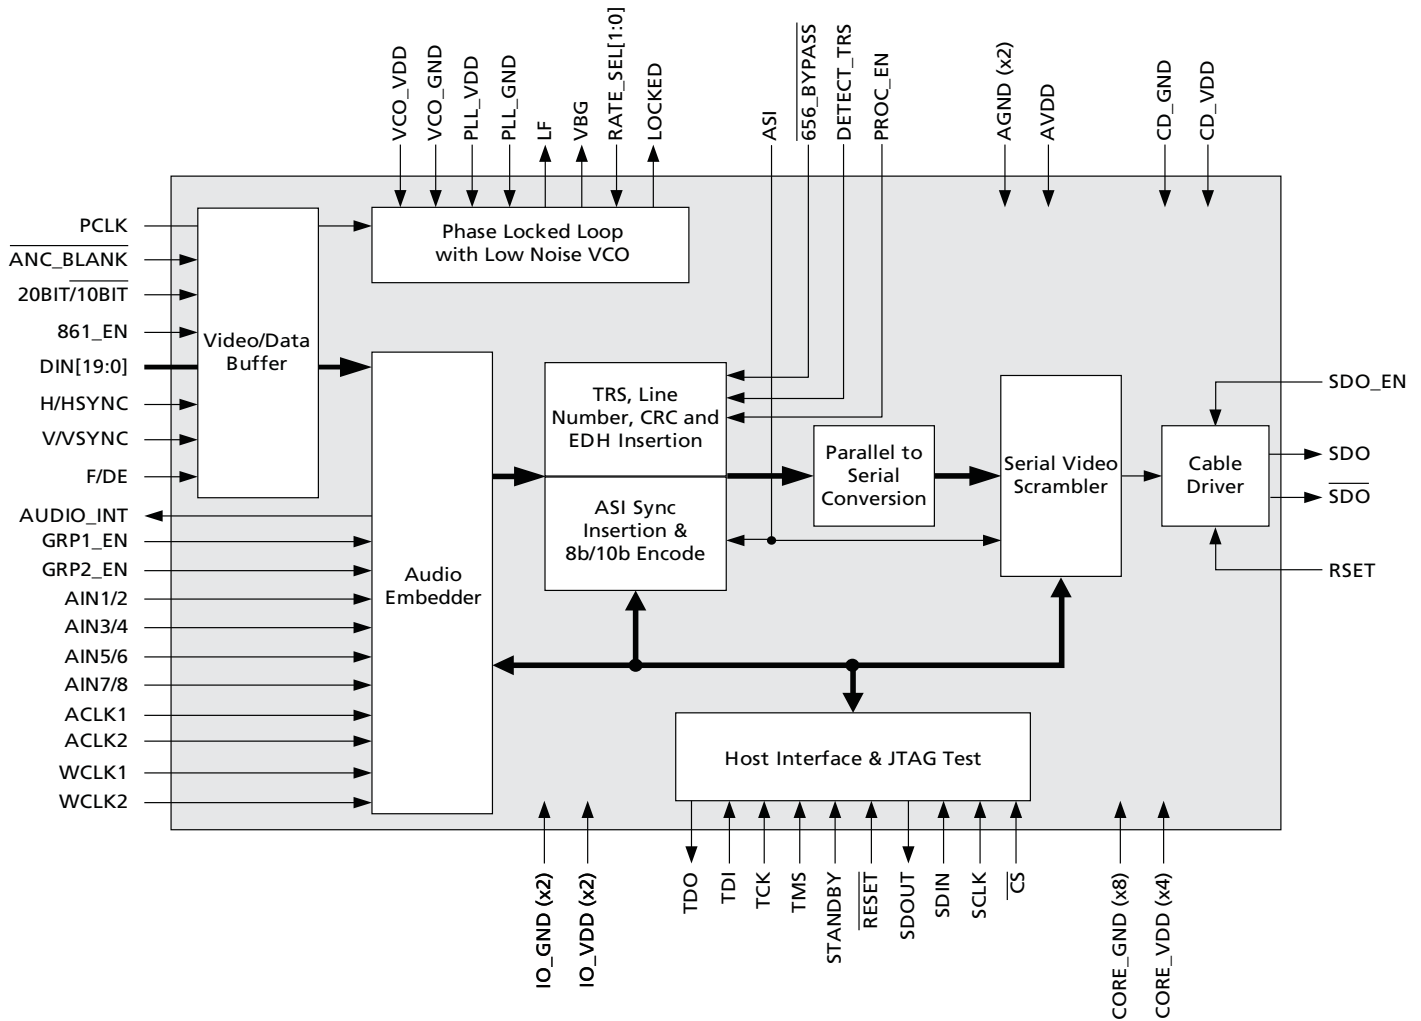 VCO_VDD
VCO_GND
PLL_VDD
PLL_GND
LF
VBG
RATE_SEL[1:0]
LOCKED
ASI
656_BYPASS
DETECT_TRS
PROC_EN
AGND (x2)
AVDD
CD_GND
CD_VDD
PCLK
ANC_BLANK
20BIT/10BIT
861_EN
DIN[19:0]
H/HSYNC
V/VSYNC
F/DE
AUDIO_INT
GRP1_EN
GRP2_EN
AIN1/2
AIN3/4
AIN5/6
AIN7/8
ACLK1
ACLK2
WCLK1
WCLK2
Video/Data
Buffer
Phase Locked Loop
with Low Noise VCO
Audio
Embedder
TRS, Line
Number, CRC and
EDH Insertion
ASI Sync
Insertion &
8b/10b Encode
Parallel to
Serial
Conversion
Serial Video
Scrambler
Cable
Driver
SDO_EN
SDO
SDO
RSET
Host Interface & JTAG Test
IO_GND (x2)
IO_VDD (x2)
TDO
TDI
TCK
TMS
STANDBY
RESET
SDOUT
SDIN
SCLK
CS
CORE_GND (x8)
CORE_VDD (x4)